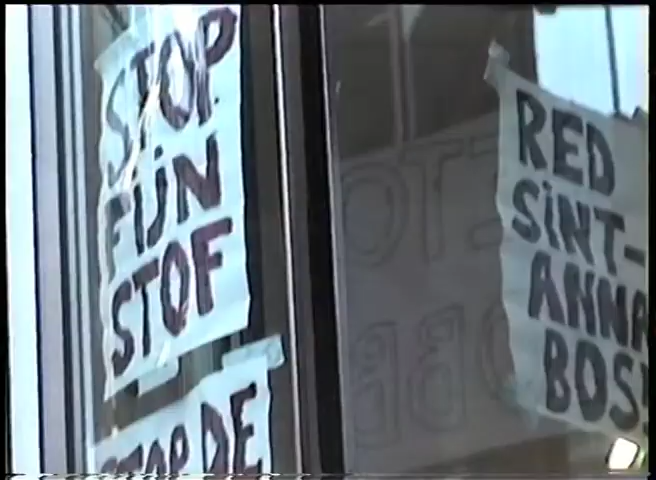 STOP
FIJN
STOF
STOP DE
RED
SINT-
ANNA
BOS!